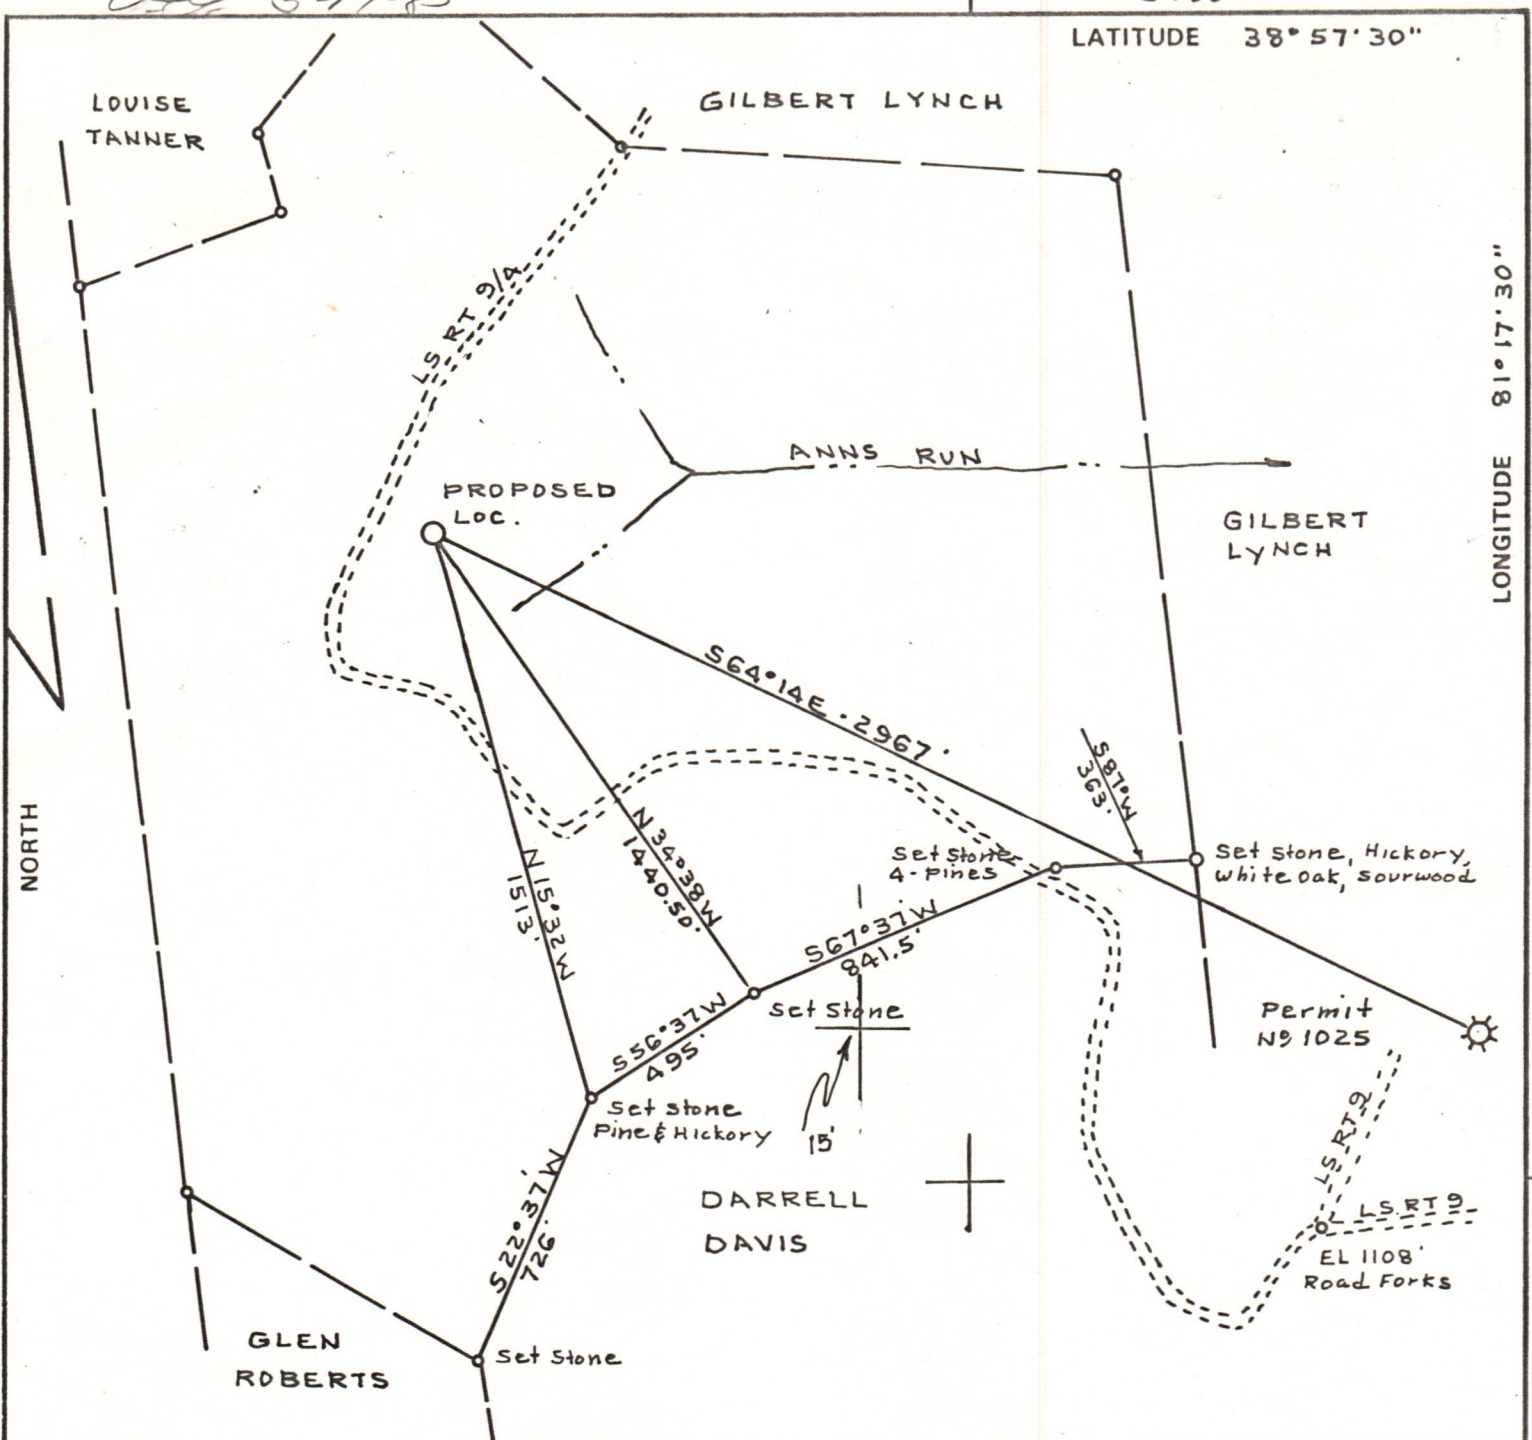 LATITUDE 38° 57' 30"
LOUISE
TANNER
GILBERT LYNCH
LS RT 9/4
LONGITUDE 81° 17' 30"
ANNS RUN
PROPOSED
LOC.
GILBERT
LYNCH
S64°14E - 2967'
S87°W
363'
NORTH
N 34°38W
1440.50'
N15°32W
1513'
Set Stone
4-Pines
Set Stone, Hickory,
White Oak, Sourwood
S67°37'W
841.5'
Set Stone
S56°37W
495'
Permit
Nº 1025
Set Stone
Pine & Hickory
15'
LS RT 9
S22°37'W
726'
DARRELL
DAVIS
LS. RT 9
EL 1108'
Road Forks
GLEN
ROBERTS
Set Stone